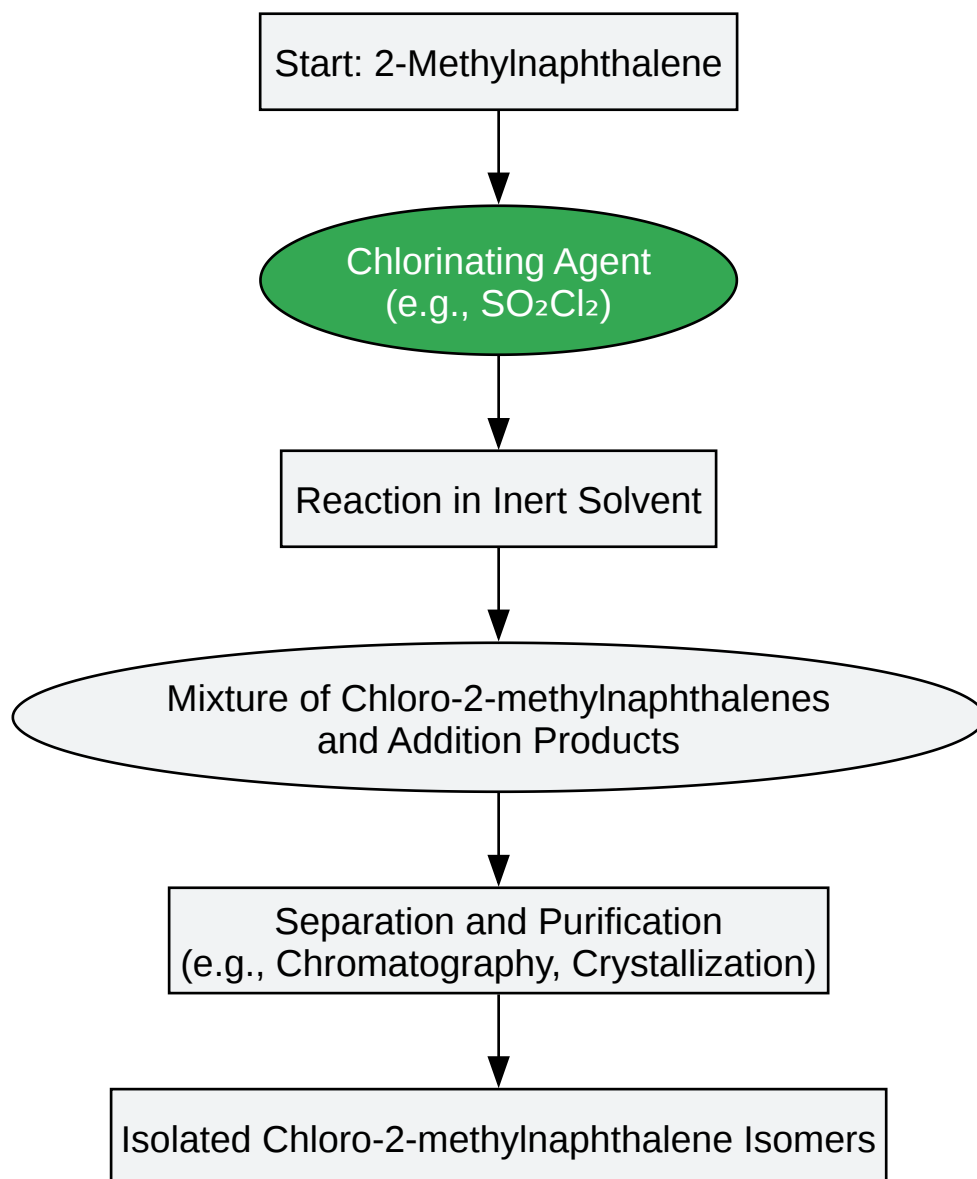 Start: 2-Methylnaphthalene
Chlorinating Agent
(e.g., SO₂Cl₂)
Reaction in Inert Solvent
Mixture of Chloro-2-methylnaphthalenes
and Addition Products
Separation and Purification
(e.g., Chromatography, Crystallization)
Isolated Chloro-2-methylnaphthalene Isomers